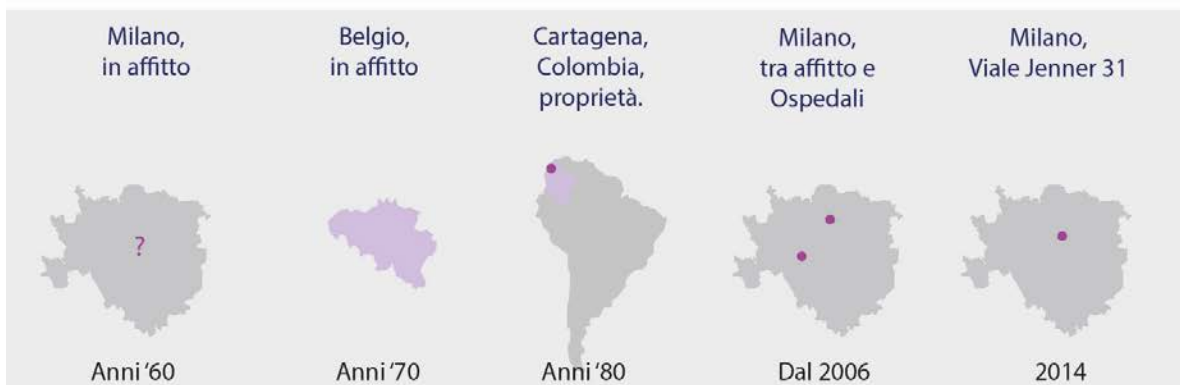 Milano,
in affitto
Belgio,
in affitto
Cartagena,
Colombia,
proprietà.
Milano,
tra affitto e
Ospedali
Milano,
Viale Jenner 31
?
Anni ‘60
Anni ‘70
Anni ‘80
Dal 2006
2014